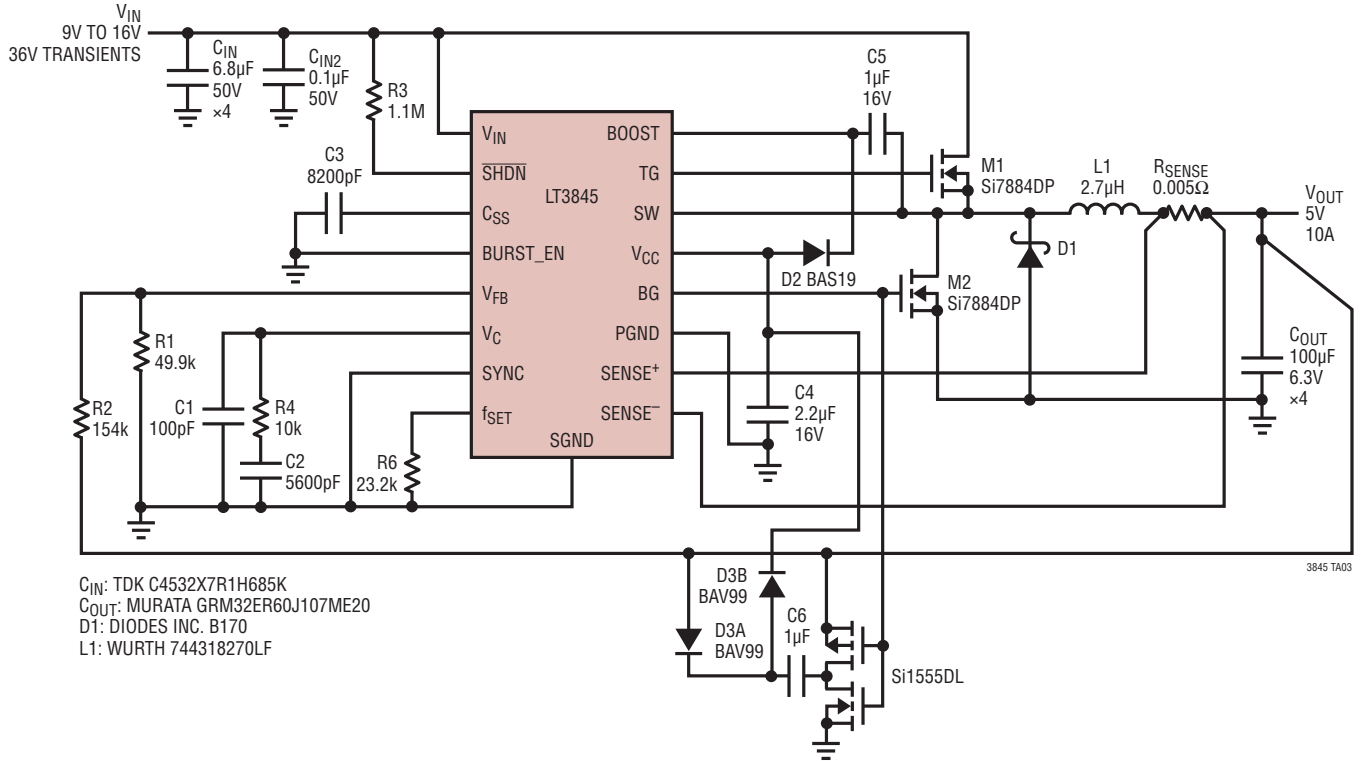 VIN
9V TO 16V
36V TRANSIENTS
CIN
6.8µF
50V
×4
CIN2
0.1µF
50V
R3
1.1M
C5
1µF
16V
C3
8200pF
LT3845
VIN
SHDN
CSS
BURST_EN
VFB
VC
SYNC
fSET
SGND
BOOST
TG
SW
VCC
BG
PGND
SENSE+
SENSE–
M1
Si7884DP
L1
2.7µH
RSENSE
0.005Ω
VOUT
5V
10A
D2 BAS19
D1
M2
Si7884DP
R1
49.9k
R2
154k
C1
100pF
R4
10k
C2
5600pF
R6
23.2k
C4
2.2µF
16V
COUT
100µF
6.3V
×4
D3B
BAV99
D3A
BAV99
C6
1µF
Si1555DL
3845 TA03
CIN: TDK C4532X7R1H685K
COUT: MURATA GRM32ER60J107ME20
D1: DIODES INC. B170
L1: WURTH 744318270LF